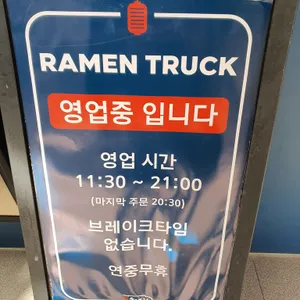 RAMEN TRUCK
영업중 입니다
영업 시간
11:30 ~ 21:00
(마지막 주문 20:30)
브레이크타임
없습니다.
연중무휴